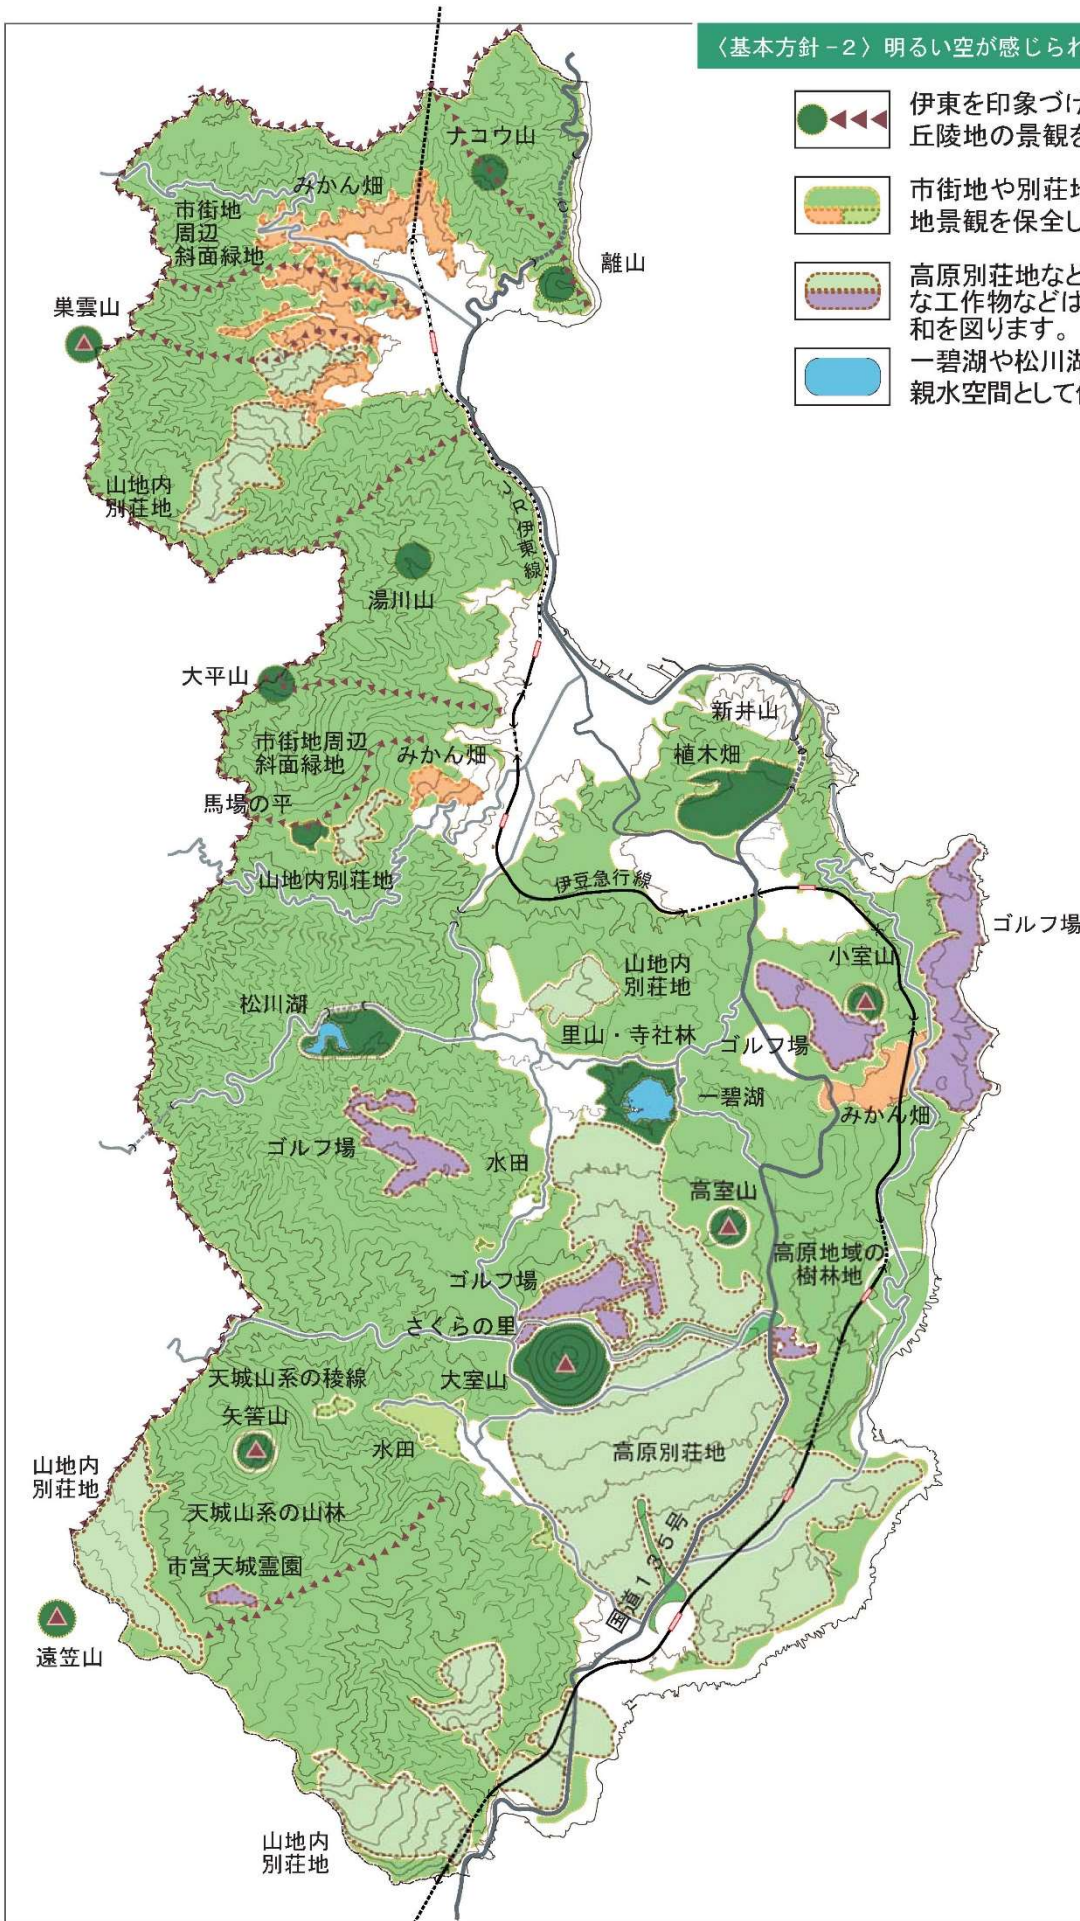 〈基本方針-2〉明るい空が感じられ
伊東を印象づけ
丘陵地の景観を
市街地や別荘地
地景観を保全し
高原別荘地など
な工作物などは
和を図ります。
一碧湖や松川湖
親水空間として
ナコウ山
みかん畑
市街地
周辺
斜面緑地
離山
巣雲山
山地内
別荘地
JR伊東線
湯川山
大平山
新井山
市街地周辺
斜面緑地
みかん畑
植木畑
馬場の平
山地内別荘地
伊豆急行線
ゴルフ場
小室山
山地内
別荘地
松川湖
里山・寺社林
ゴルフ場
一碧湖
みかん畑
ゴルフ場
水田
高室山
高原地域の
樹林地
ゴルフ場
さくらの里
大室山
天城山系の稜線
矢筈山
水田
高原別荘地
山地内
別荘地
天城山系の山林
国道135号
市営天城霊園
遠笠山
山地内
別荘地